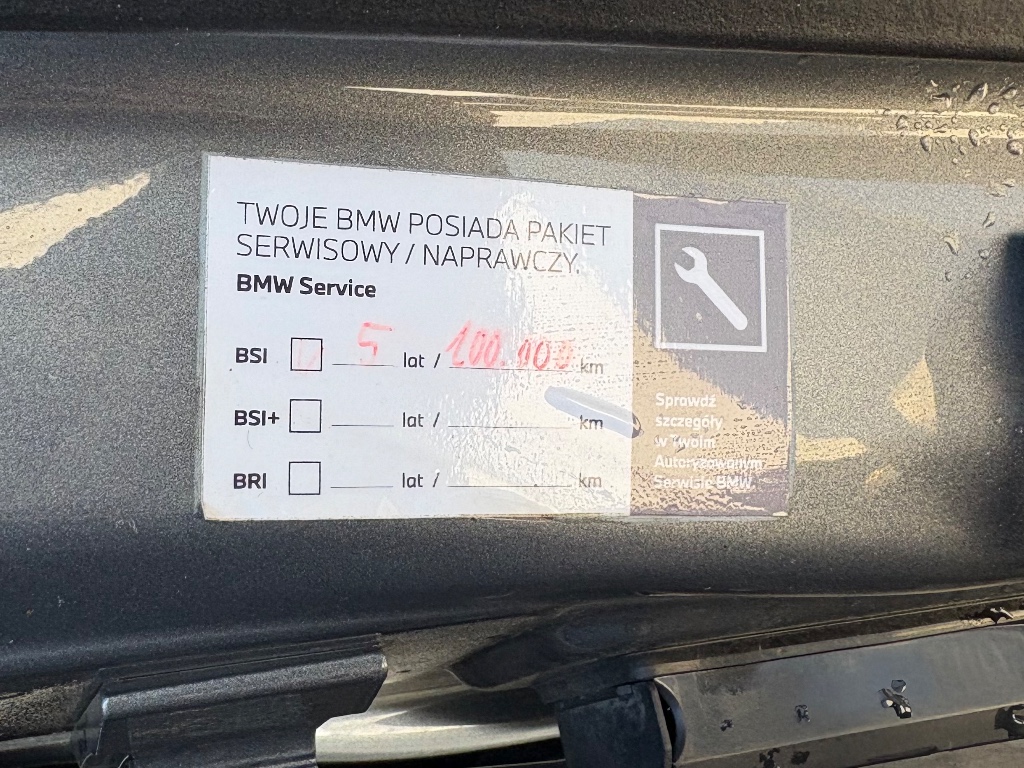 TWOJE BMW POSIADA PAKIET
SERWISOWY / NAPRAWCZY.
BMW Service
BSI 5 lat / 100.000 km
BSI+ lat / km
BRI lat / km
Sprawdź
szczegóły
w Twoim
Autoryzowanym
Serwisie BMW.